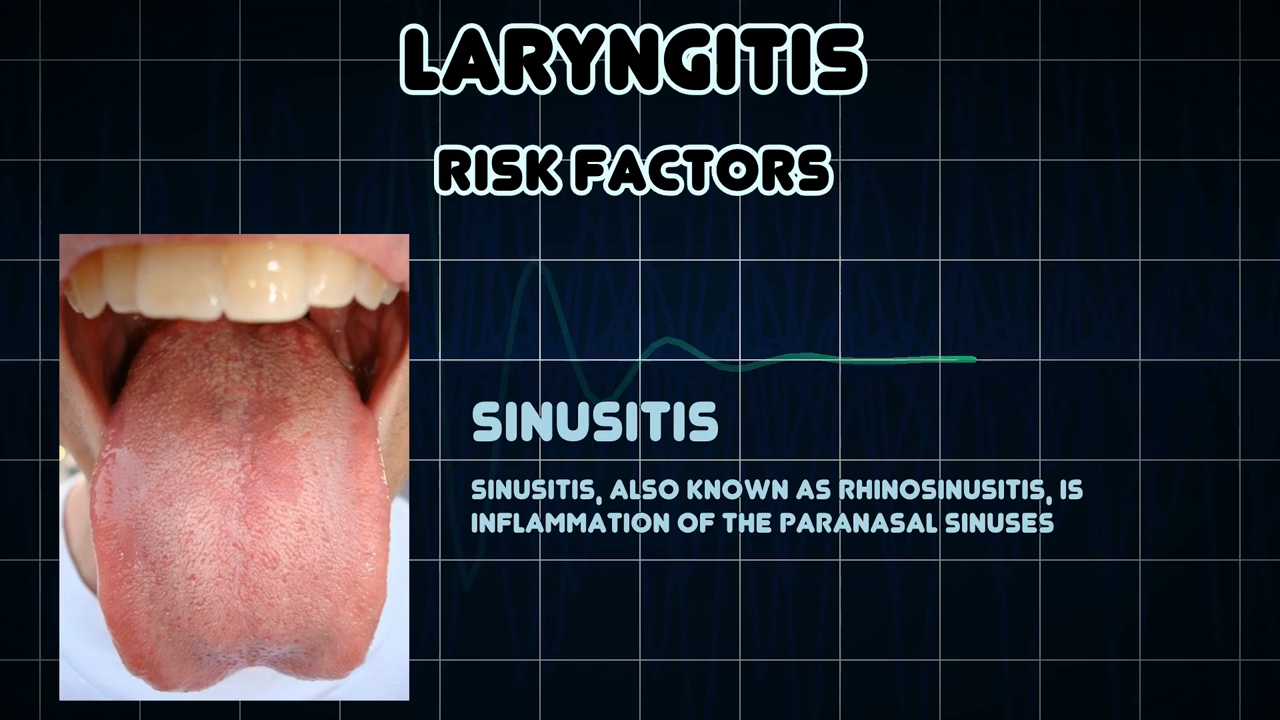 LARYNGITIS
RISK FACTORS
SINUSITIS
SINUSITIS, ALSO KNOWN AS RHINOSINUSITIS, IS
INFLAMMATION OF THE PARANASAL SINUSES